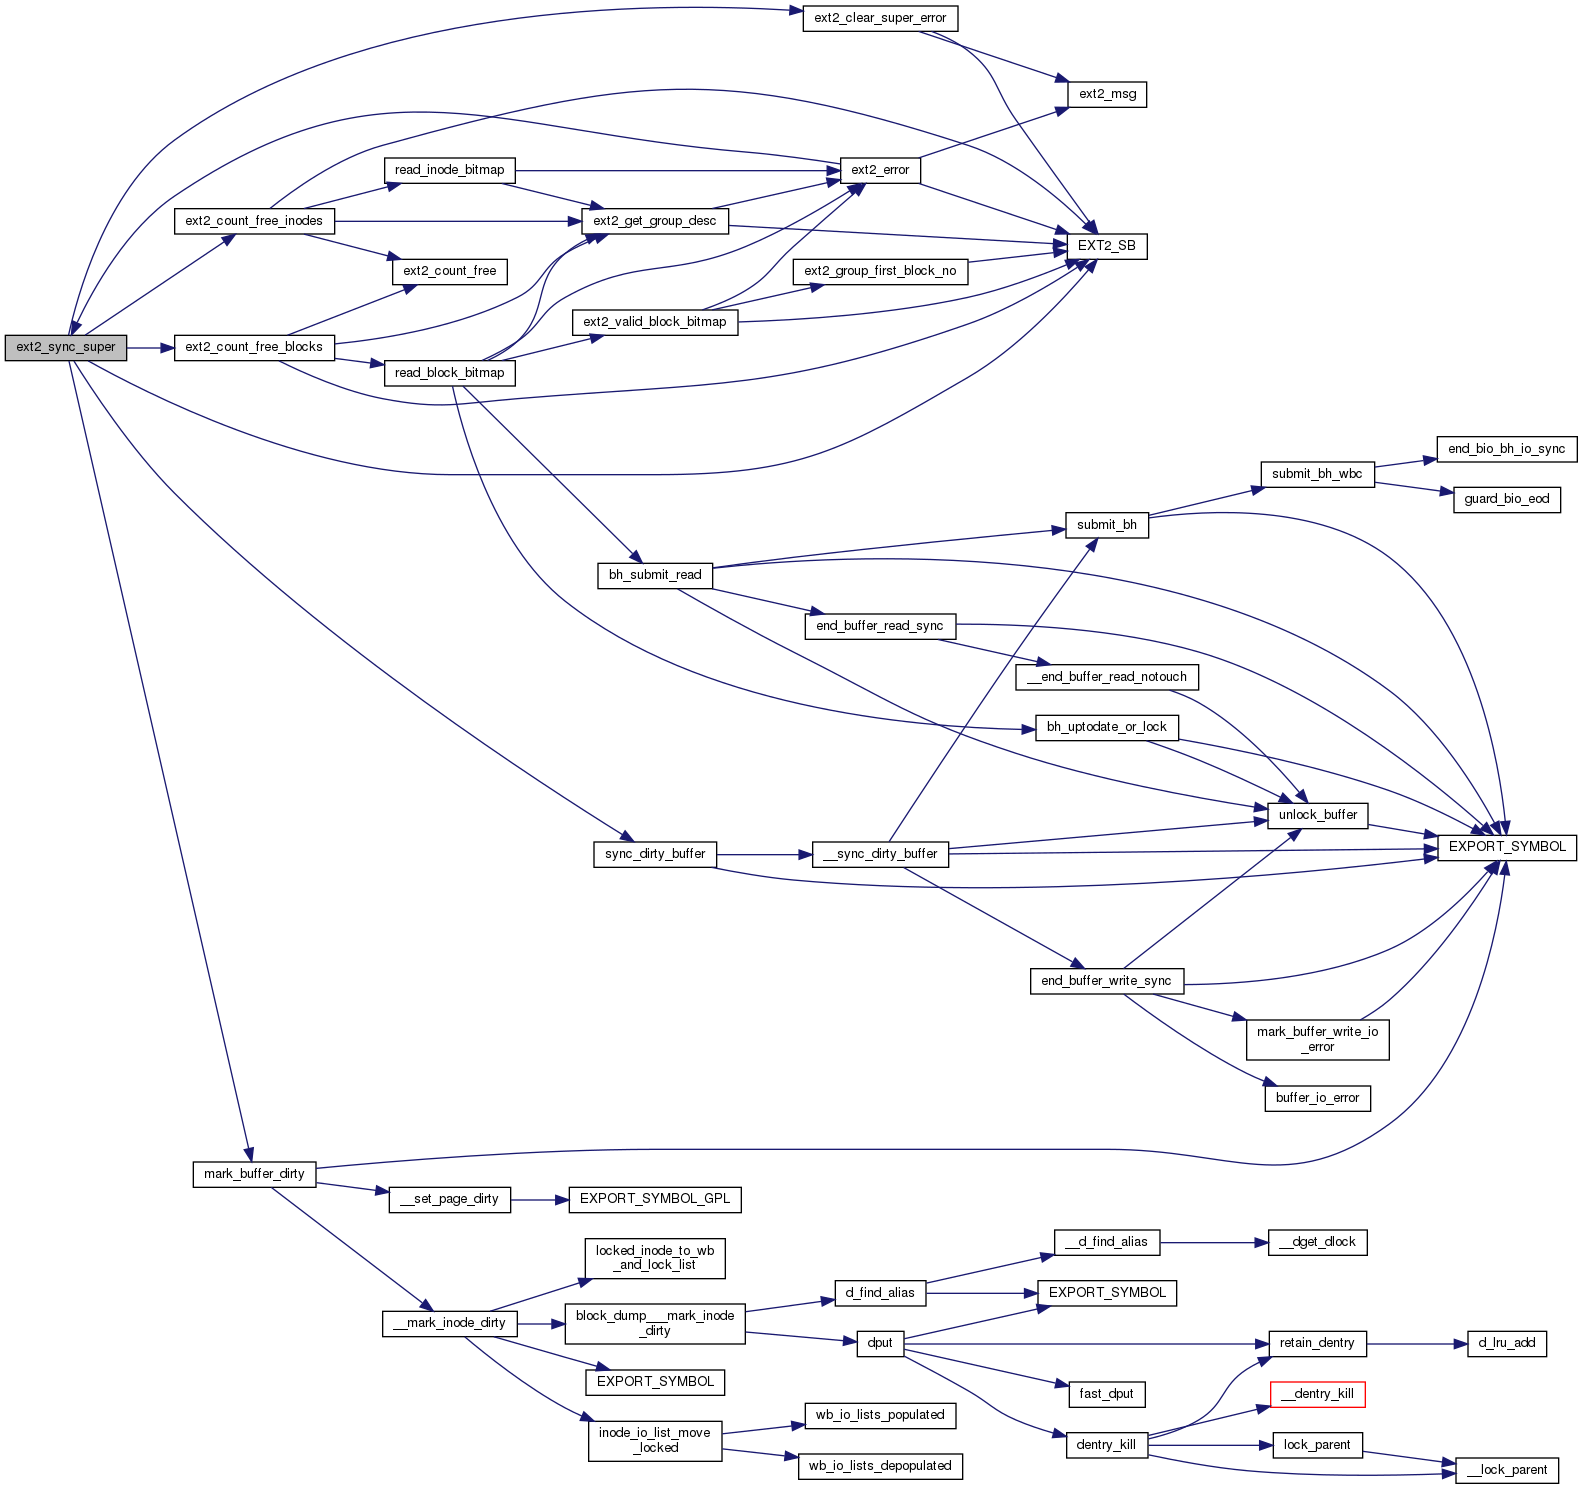 ext2_clear_super_error
ext2_msg
read_inode_bitmap
ext2_error
ext2_count_free_inodes
ext2_get_group_desc
EXT2_SB
ext2_count_free
ext2_group_first_block_no
ext2_valid_block_bitmap
ext2_sync_super
ext2_count_free_blocks
read_block_bitmap
end_bio_bh_io_sync
submit_bh_wbc
guard_bio_eod
submit_bh
bh_submit_read
end_buffer_read_sync
__end_buffer_read_notouch
bh_uptodate_or_lock
unlock_buffer
sync_dirty_buffer
__sync_dirty_buffer
EXPORT_SYMBOL
end_buffer_write_sync
mark_buffer_write_io
_error
buffer_io_error
mark_buffer_dirty
__set_page_dirty
EXPORT_SYMBOL_GPL
locked_inode_to_wb
_and_lock_list
__d_find_alias
__dget_dlock
d_find_alias
EXPORT_SYMBOL
__mark_inode_dirty
block_dump___mark_inode
_dirty
dput
retain_dentry
d_lru_add
EXPORT_SYMBOL
fast_dput
__dentry_kill
inode_io_list_move
_locked
wb_io_lists_populated
dentry_kill
lock_parent
wb_io_lists_depopulated
__lock_parent